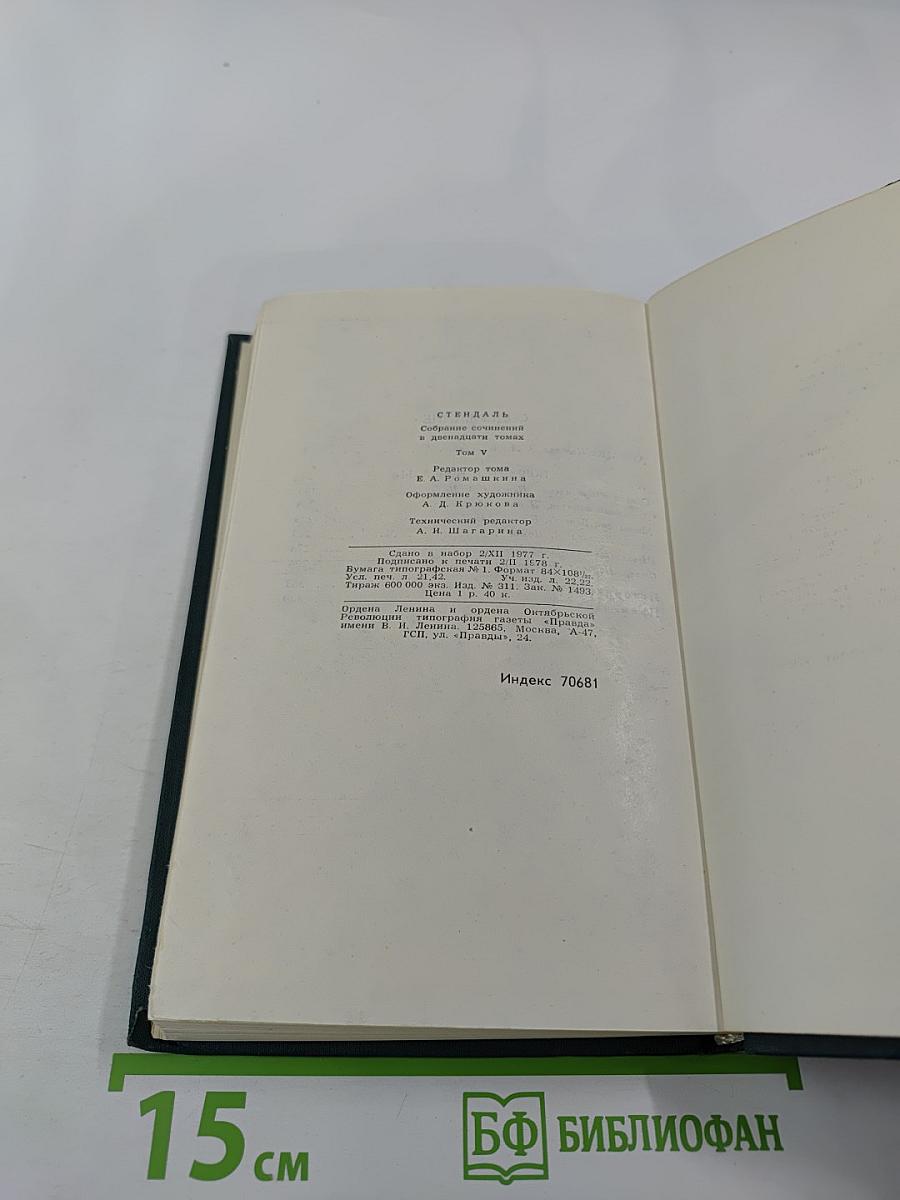 СТЕНДАЛЬ
Собрание сочинений
в двенадцати томах
Том V
Редактор тома
Е. А. Ромашкина
Оформление художника
А. Д. Крюкова
Технический редактор
А. И. Шагарина
Сдано в набор 2/XII 1977 г.
Подписано к печати 2/II 1978 г.
Бумага типографская № 1. Формат 84×108¹/₃₂.
Усл. печ. л. 21,42. Уч. изд. л. 22,22.
Тираж 600 000 экз. Изд. № 311. Зак. № 1493.
Цена 1 р. 40 к.
Ордена Ленина и ордена Октябрьской
Революции типография газеты «Правда»
имени В. И. Ленина. 125865, Москва, А-47,
ГСП, ул. «Правды», 24.
Индекс 70681
15 см
БФ БИБЛИОФАН